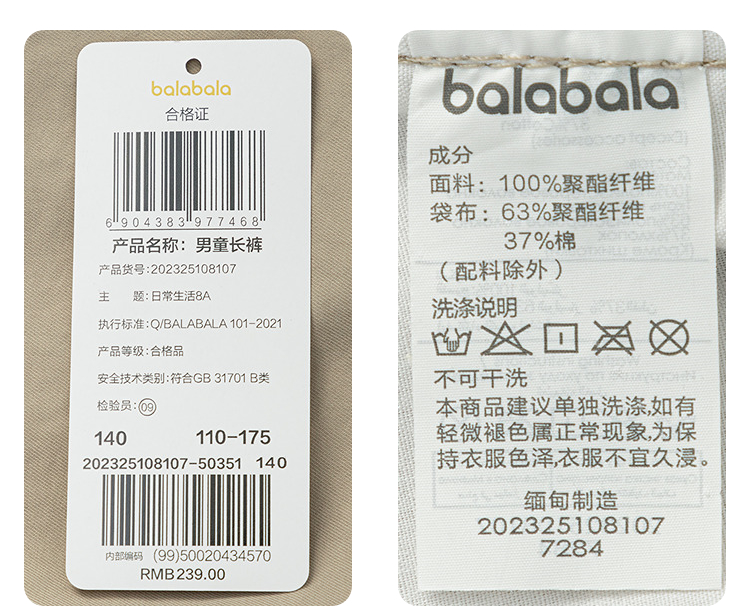 balabala
合格证
6904383977468
产品名称：男童长裤
产品货号:202325108107
主 题:日常生活8A
执行标准:Q/BALABALA 101-2021
产品等级:合格品
安全技术类别:符合GB 31701 B类
检验员:09
140 110-175
202325108107-50351 140
内部编码 (99)50020434570
RMB239.00
balabala
成分
面料：100%聚酯纤维
袋布：63%聚酯纤维
37%棉
（配料除外）
洗涤说明
不可干洗
本商品建议单独洗涤,如有
轻微褪色属正常现象,为保
持衣服色泽,衣服不宜久浸。
缅甸制造
202325108107
7284